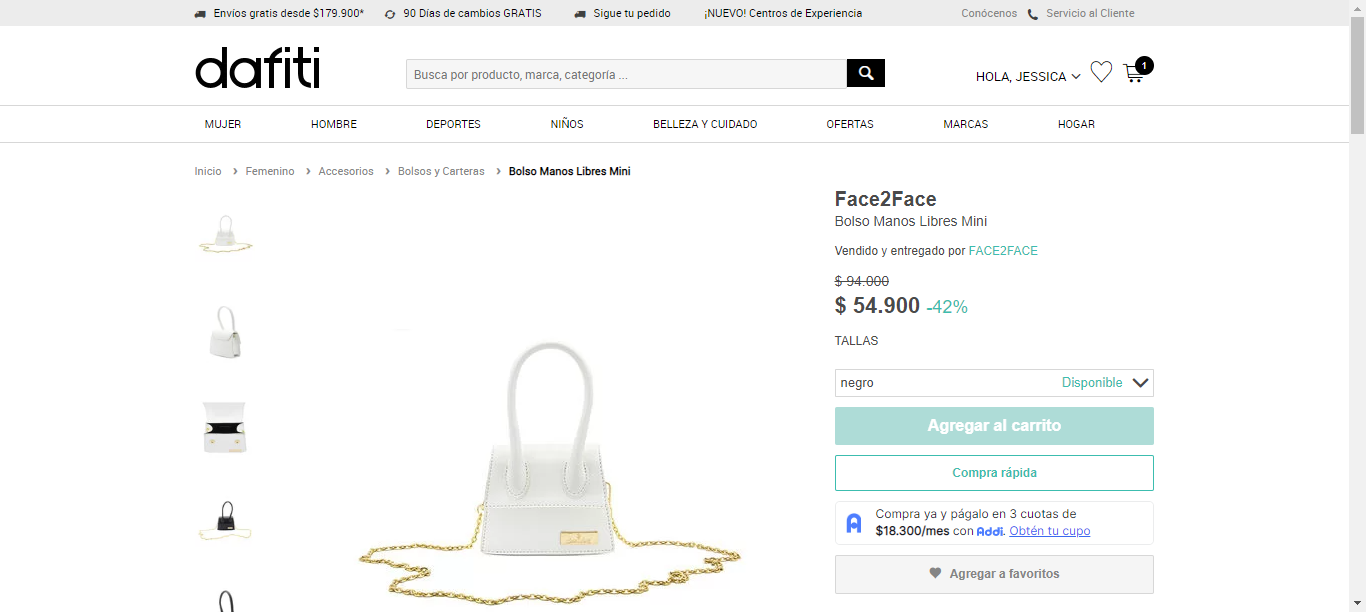 Envíos gratis desde $179.900*
90 Días de cambios GRATIS
Sigue tu pedido
¡NUEVO! Centros de Experiencia
Conócenos
Servicio al Cliente
dafiti
Busca por producto, marca, categoría ...
HOLA, JESSICA
1
MUJER
HOMBRE
DEPORTES
NIÑOS
BELLEZA Y CUIDADO
OFERTAS
MARCAS
HOGAR
Inicio > Femenino > Accesorios > Bolsos y Carteras > Bolso Manos Libres Mini
Face2Face
Bolso Manos Libres Mini
Vendido y entregado por FACE2FACE
$ 94.000
$ 54.900 -42%
TALLAS
negro Disponible
Agregar al carrito
Compra rápida
Compra ya y págalo en 3 cuotas de
$18.300/mes con Addi. Obtén tu cupo
Agregar a favoritos